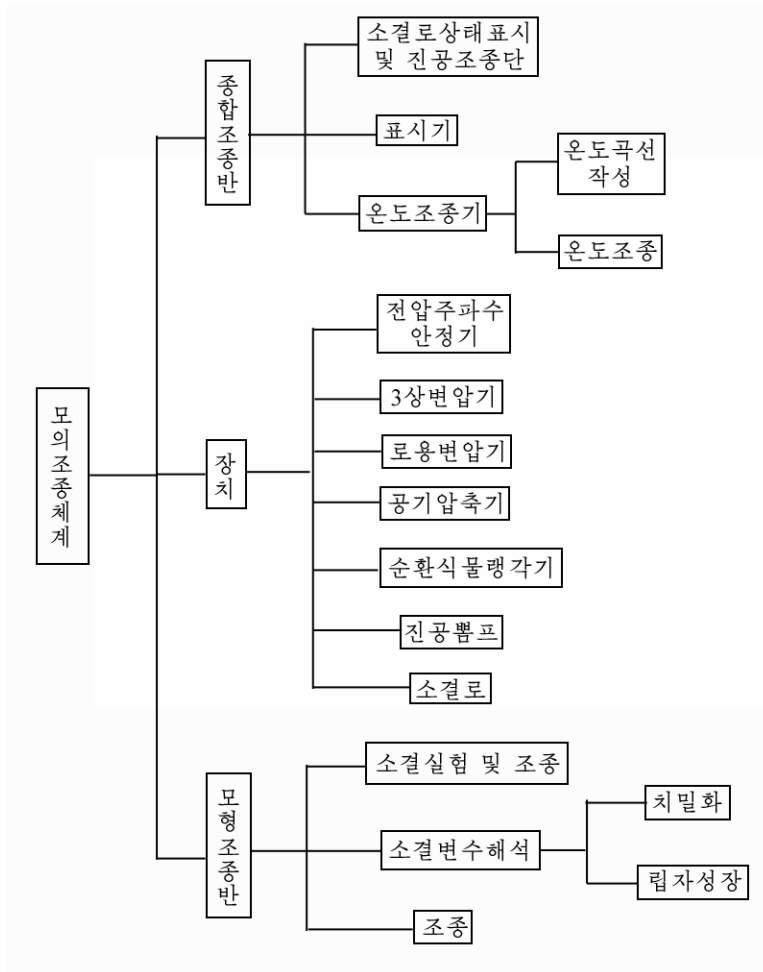 모의조종체계
종합조종반
소결로상태표시
및 진공조종단
표시기
온도조종기
온도곡선
작성
온도조종
장치
전압주파수
안정기
3상변압기
로용변압기
공기압축기
순환식물랭각기
진공뽐프
소결로
모형조종반
소결실험 및 조종
소결변수해석
치밀화
립자성장
조종